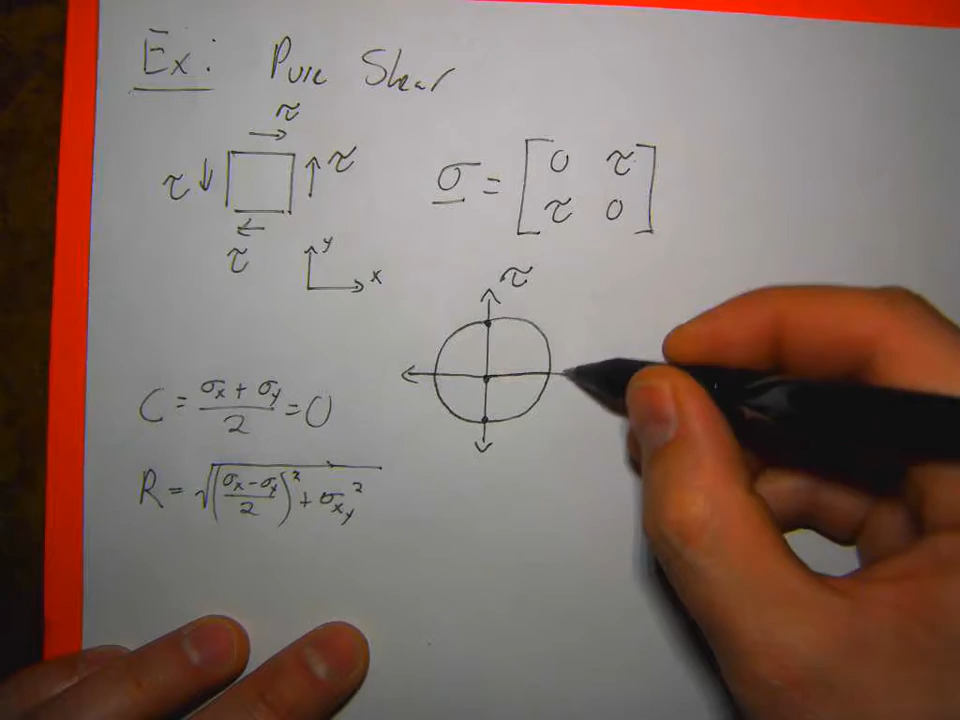 Ex: Pure Shear
τ
τ τ
τ
y
x
σ = [0 τ
τ 0]
τ
C = σx + σy / 2 = 0
R = √((σx - σy / 2)² + σxy²)